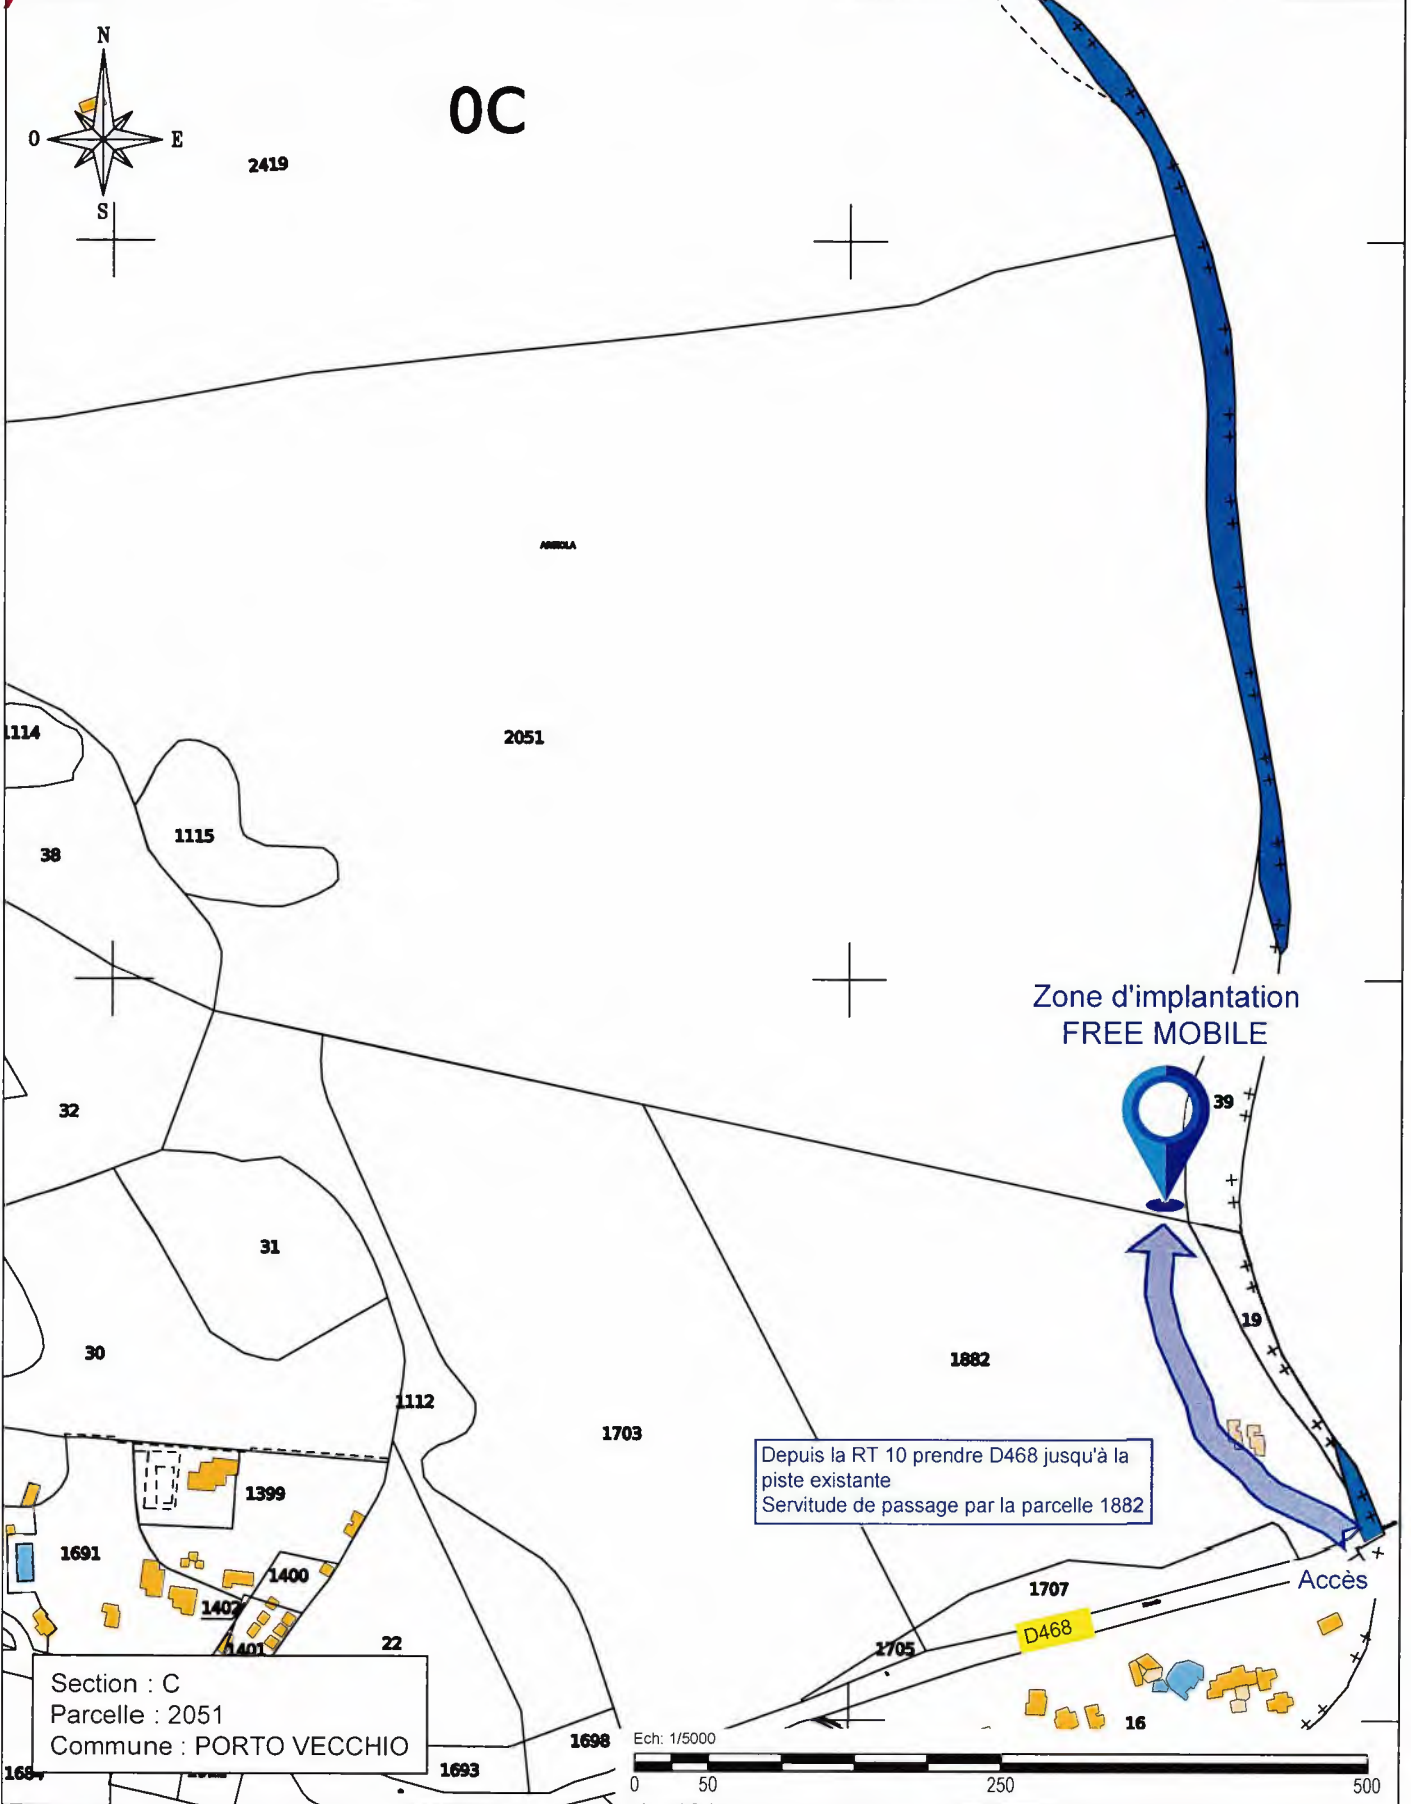 N
O
E
S
0C
2419
2051
1114
1115
38
Zone d'implantation
FREE MOBILE
39
32
31
19
30
1882
1112
1703
Depuis la RT 10 prendre D468 jusqu'à la
piste existante
Servitude de passage par la parcelle 1882
1399
1691
1400
1402
1401
22
1707
Accès
D468
1705
16
Section : C
Parcelle : 2051
Commune : PORTO VECCHIO
1698
1693
1684
Ech: 1/5000
0 50 250 500